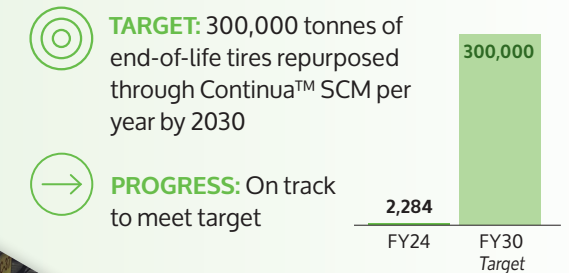 TARGET: 300,000 tonnes of
end-of-life tires repurposed
through Continua™ SCM per
year by 2030
PROGRESS: On track
to meet target
300,000
2,284
FY24
FY30
Target